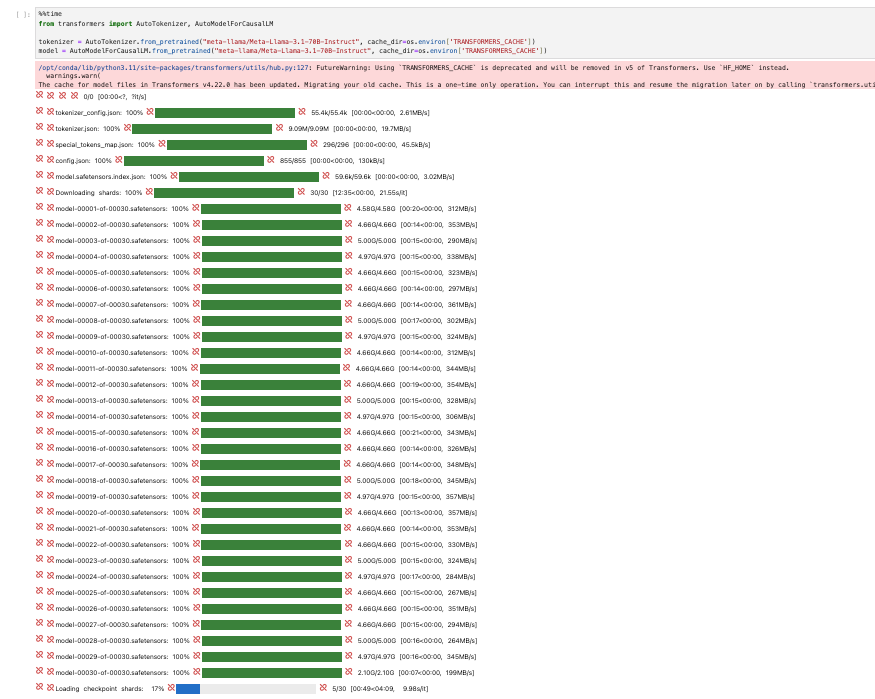 [ ]: %%time
from transformers import AutoTokenizer, AutoModelForCausalLM
tokenizer = AutoTokenizer.from_pretrained("meta-llama/Meta-Llama-3.1-70B-Instruct", cache_dir=os.environ['TRANSFORMERS_CACHE'])
model = AutoModelForCausalLM.from_pretrained("meta-llama/Meta-Llama-3.1-70B-Instruct", cache_dir=os.environ['TRANSFORMERS_CACHE'])
/opt/conda/lib/python3.11/site-packages/transformers/utils/hub.py:127: FutureWarning: Using `TRANSFORMERS_CACHE` is deprecated and will be removed in v5 of Transformers. Use `HF_HOME` instead.
warnings.warn(
The cache for model files in Transformers v4.22.0 has been updated. Migrating your old cache. This is a one-time only operation. You can interrupt this and resume the migration later on by calling `transformers.uti
0/0 [00:00<?, ?it/s]
tokenizer_config.json: 100% 55.4k/55.4k [00:00<00:00, 2.61MB/s]
tokenizer.json: 100% 9.09M/9.09M [00:00<00:00, 19.7MB/s]
special_tokens_map.json: 100% 296/296 [00:00<00:00, 45.5kB/s]
config.json: 100% 855/855 [00:00<00:00, 130kB/s]
model.safetensors.index.json: 100% 59.6k/59.6k [00:00<00:00, 3.02MB/s]
Downloading shards: 100% 30/30 [12:35<00:00, 21.55s/it]
model-00001-of-00030.safetensors: 100% 4.58G/4.58G [00:20<00:00, 312MB/s]
model-00002-of-00030.safetensors: 100% 4.66G/4.66G [00:14<00:00, 353MB/s]
model-00003-of-00030.safetensors: 100% 5.00G/5.00G [00:15<00:00, 290MB/s]
model-00004-of-00030.safetensors: 100% 4.97G/4.97G [00:15<00:00, 338MB/s]
model-00005-of-00030.safetensors: 100% 4.66G/4.66G [00:15<00:00, 323MB/s]
model-00006-of-00030.safetensors: 100% 4.66G/4.66G [00:14<00:00, 297MB/s]
model-00007-of-00030.safetensors: 100% 4.66G/4.66G [00:14<00:00, 361MB/s]
model-00008-of-00030.safetensors: 100% 5.00G/5.00G [00:17<00:00, 302MB/s]
model-00009-of-00030.safetensors: 100% 4.97G/4.97G [00:15<00:00, 324MB/s]
model-00010-of-00030.safetensors: 100% 4.66G/4.66G [00:14<00:00, 312MB/s]
model-00011-of-00030.safetensors: 100% 4.66G/4.66G [00:14<00:00, 344MB/s]
model-00012-of-00030.safetensors: 100% 4.66G/4.66G [00:19<00:00, 354MB/s]
model-00013-of-00030.safetensors: 100% 5.00G/5.00G [00:15<00:00, 328MB/s]
model-00014-of-00030.safetensors: 100% 4.97G/4.97G [00:15<00:00, 306MB/s]
model-00015-of-00030.safetensors: 100% 4.66G/4.66G [00:21<00:00, 343MB/s]
model-00016-of-00030.safetensors: 100% 4.66G/4.66G [00:14<00:00, 326MB/s]
model-00017-of-00030.safetensors: 100% 4.66G/4.66G [00:14<00:00, 348MB/s]
model-00018-of-00030.safetensors: 100% 5.00G/5.00G [00:18<00:00, 345MB/s]
model-00019-of-00030.safetensors: 100% 4.97G/4.97G [00:15<00:00, 357MB/s]
model-00020-of-00030.safetensors: 100% 4.66G/4.66G [00:13<00:00, 357MB/s]
model-00021-of-00030.safetensors: 100% 4.66G/4.66G [00:14<00:00, 353MB/s]
model-00022-of-00030.safetensors: 100% 4.66G/4.66G [00:15<00:00, 330MB/s]
model-00023-of-00030.safetensors: 100% 5.00G/5.00G [00:15<00:00, 324MB/s]
model-00024-of-00030.safetensors: 100% 4.97G/4.97G [00:17<00:00, 284MB/s]
model-00025-of-00030.safetensors: 100% 4.66G/4.66G [00:15<00:00, 267MB/s]
model-00026-of-00030.safetensors: 100% 4.66G/4.66G [00:15<00:00, 351MB/s]
model-00027-of-00030.safetensors: 100% 4.66G/4.66G [00:15<00:00, 294MB/s]
model-00028-of-00030.safetensors: 100% 5.00G/5.00G [00:16<00:00, 264MB/s]
model-00029-of-00030.safetensors: 100% 4.97G/4.97G [00:16<00:00, 345MB/s]
model-00030-of-00030.safetensors: 100% 2.10G/2.10G [00:07<00:00, 199MB/s]
Loading checkpoint shards: 17% 5/30 [00:49<04:09, 9.98s/it]